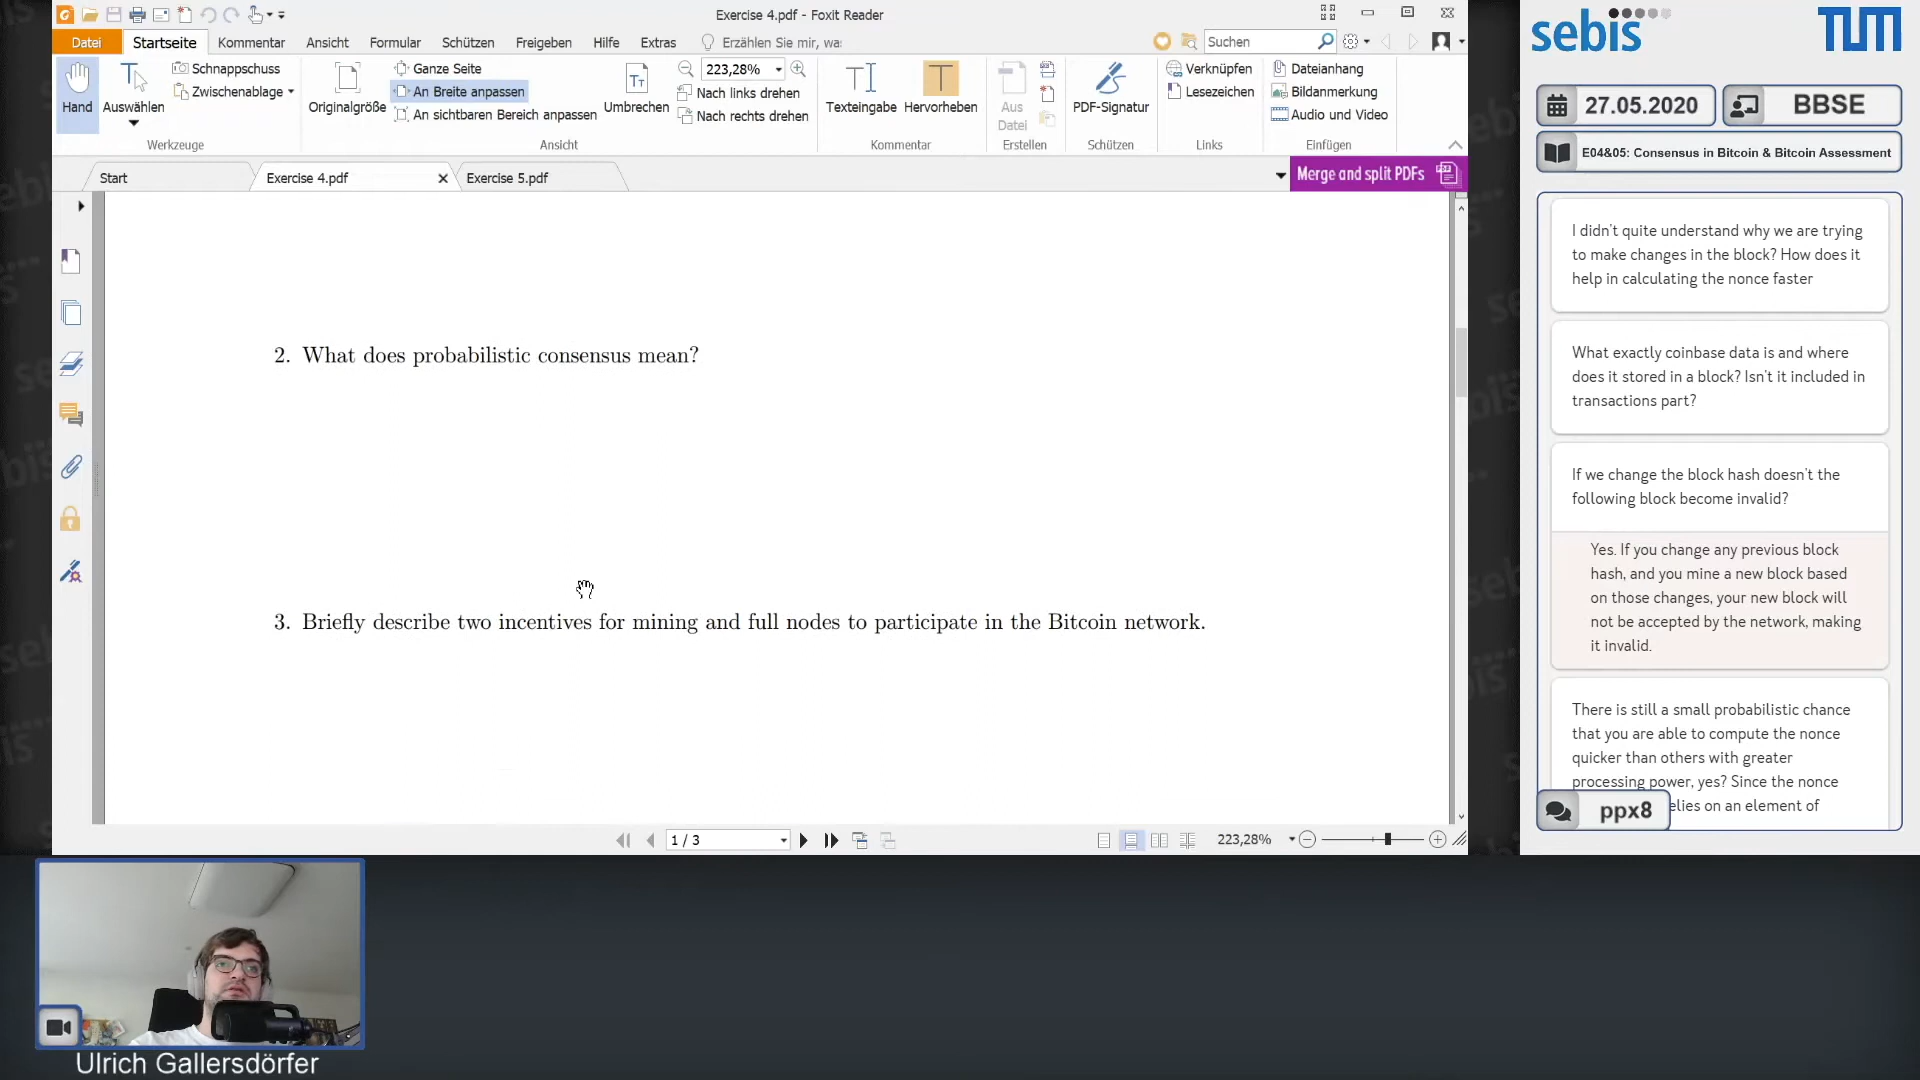 Exercise 4.pdf - Foxit Reader
Datei Startseite Kommentar Ansicht Formular Schützen Freigeben Hilfe Extras Erzählen Sie mir, wa: Suchen
Hand
Auswählen
Schnappschuss
Zwischenablage
Werkzeuge
Originalgröße
Ganze Seite
An Breite anpassen
An sichtbaren Bereich anpassen
Umbrechen
223,28%
Nach links drehen
Nach rechts drehen
Ansicht
Texteingabe
Hervorheben
Kommentar
Aus
Datei
Erstellen
PDF-Signatur
Schützen
Verknüpfen
Lesezeichen
Links
Dateianhang
Bildanmerkung
Audio und Video
Einfügen
Start Exercise 4.pdf Exercise 5.pdf
Merge and split PDFs
2. What does probabilistic consensus mean?
3. Briefly describe two incentives for mining and full nodes to participate in the Bitcoin network.
1 / 3
223,28%
sebis TUM
27.05.2020 BBSE
E04&05: Consensus in Bitcoin & Bitcoin Assessment
I didn't quite understand why we are trying
to make changes in the block? How does it
help in calculating the nonce faster
What exactly coinbase data is and where
does it stored in a block? Isn't it included in
transactions part?
If we change the block hash doesn't the
following block become invalid?
Yes. If you change any previous block
hash, and you mine a new block based
on those changes, your new block will
not be accepted by the network, making
it invalid.
There is still a small probabilistic chance
that you are able to compute the nonce
quicker than others with greater
processing power, yes? Since the nonce
elies on an element of
ppx8
Ulrich Gallersdörfer